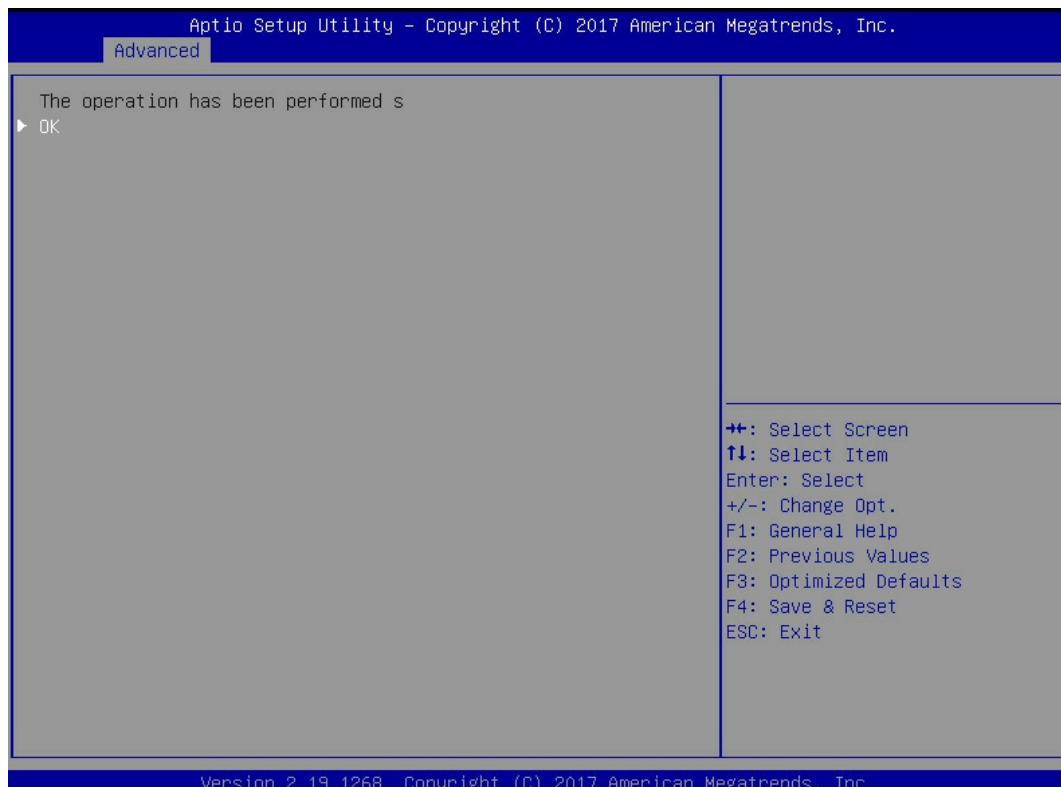 Aptio Setup Utility – Copyright (C) 2017 American Megatrends, Inc.
Advanced
The operation has been performed s
OK
→←: Select Screen
↑↓: Select Item
Enter: Select
+/-: Change Opt.
F1: General Help
F2: Previous Values
F3: Optimized Defaults
F4: Save & Reset
ESC: Exit
Version 2.19.1268. Copyright (C) 2017 American Megatrends, Inc.